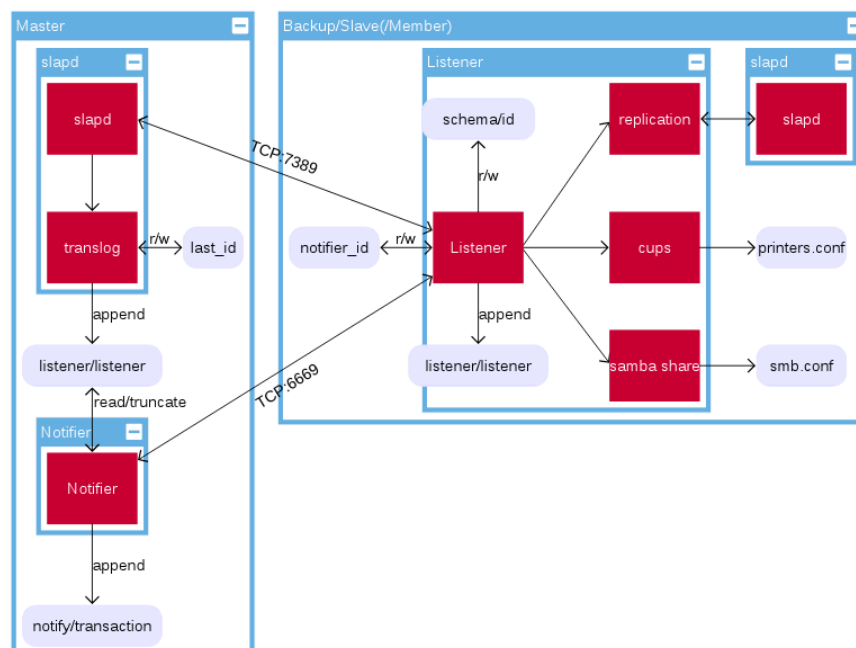 Master
slapd
slapd
translog
r/w
last_id
append
listener/listener
read/truncate
Notifier
Notifier
append
notify/transaction
TCP:7389
TCP:6669
Backup/Slave(/Member)
Listener
schema/id
r/w
notifier_id
r/w
Listener
append
listener/listener
replication
cups
samba share
slapd
slapd
printers.conf
smb.conf